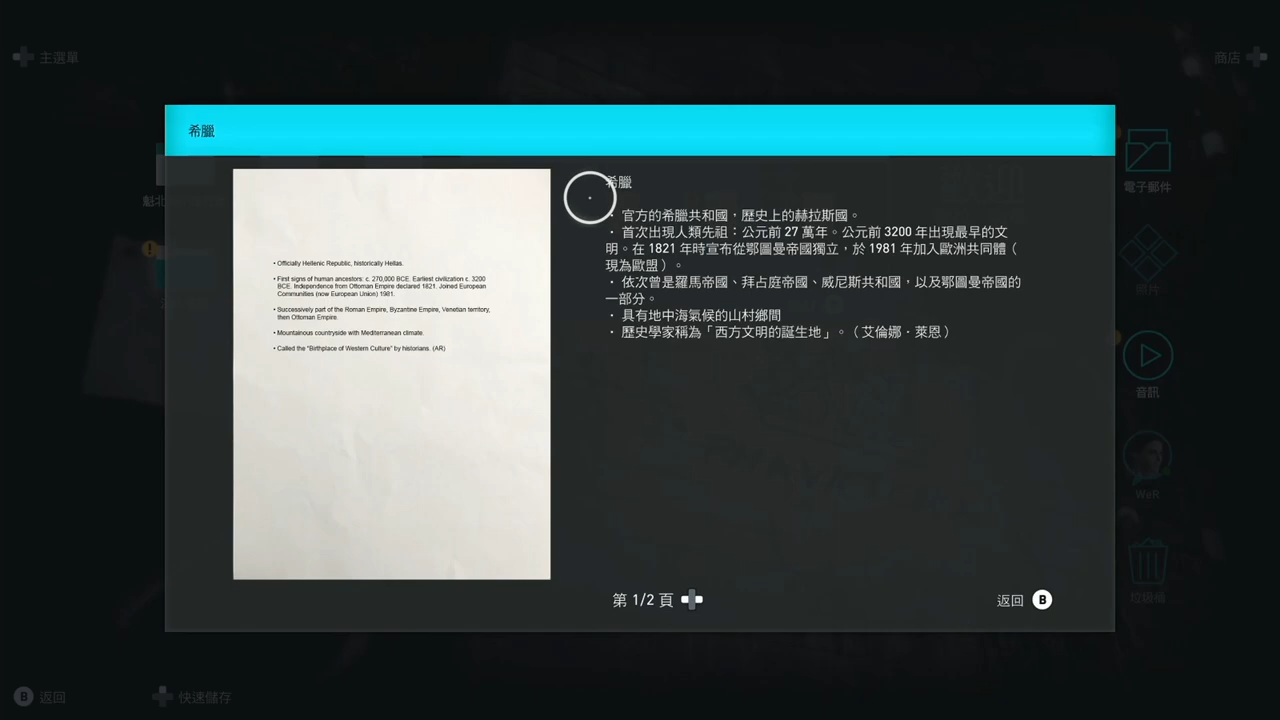 主選單
商店
希臘
希臘
• Officially Hellenic Republic, historically Hellas.
• First signs of human ancestors: c. 270,000 BCE. Earliest civilization c. 3200
BCE. Independence from Ottoman Empire declared 1821. Joined European
Communities (now European Union) 1981.
• Successively part of the Roman Empire, Byzantine Empire, Venetian territory,
then Ottoman Empire.
• Mountainous countryside with Mediterranean climate.
• Called the "Birthplace of Western Culture" by historians. (AR)
· 官方的希臘共和國，歷史上的赫拉斯國。
· 首次出現人類先祖：公元前 27 萬年。公元前 3200 年出現最早的文
明。在 1821 年時宣布從鄂圖曼帝國獨立，於 1981 年加入歐洲共同體（
現為歐盟）。
· 依次曾是羅馬帝國、拜占庭帝國、威尼斯共和國，以及鄂圖曼帝國的
一部分。
· 具有地中海氣候的山村鄉間
· 歷史學家稱為「西方文明的誕生地」。（艾倫娜．萊恩）
電子郵件
照片
音訊
WeR
垃圾桶
第 1/2 頁
返回 B
B 返回
快速儲存